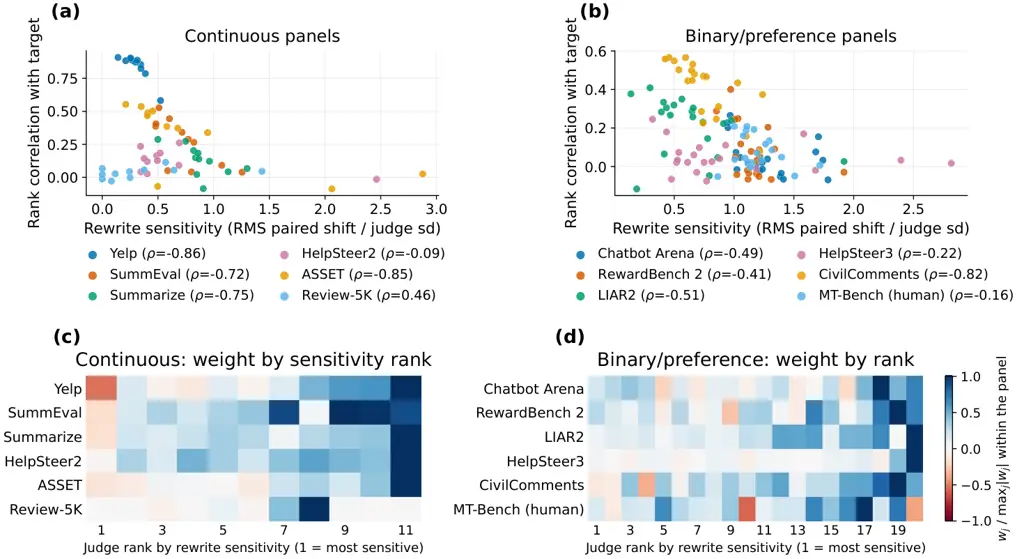 (a)
Continuous panels
Rank correlation with target
0.75
0.50
0.25
0.00
0.0 0.5 1.0 1.5 2.0 2.5 3.0
Rewrite sensitivity (RMS paired shift / judge sd)
Yelp (ρ=-0.86)
SummEval (ρ=-0.72)
Summarize (ρ=-0.75)
HelpSteer2 (ρ=-0.09)
ASSET (ρ=-0.85)
Review-5K (ρ=0.46)
(b)
Binary/preference panels
Rank correlation with target
0.6
0.4
0.2
0.0
0.5 1.0 1.5 2.0 2.5
Rewrite sensitivity (RMS paired shift / judge sd)
Chatbot Arena (ρ=-0.49)
RewardBench 2 (ρ=-0.41)
LIAR2 (ρ=-0.51)
HelpSteer3 (ρ=-0.22)
CivilComments (ρ=-0.82)
MT-Bench (human) (ρ=-0.16)
(c)
Continuous: weight by sensitivity rank
Yelp
SummEval
Summarize
HelpSteer2
ASSET
Review-5K
1 3 5 7 9 11
Judge rank by rewrite sensitivity (1 = most sensitive)
(d)
Binary/preference: weight by rank
Chatbot Arena
RewardBench 2
LIAR2
HelpSteer3
CivilComments
MT-Bench (human)
1 3 5 7 9 11 13 15 17 19
Judge rank by rewrite sensitivity (1 = most sensitive)
1.0
0.5
0.0
−0.5
−1.0
wⱼ / maxⱼ|wⱼ| within the panel